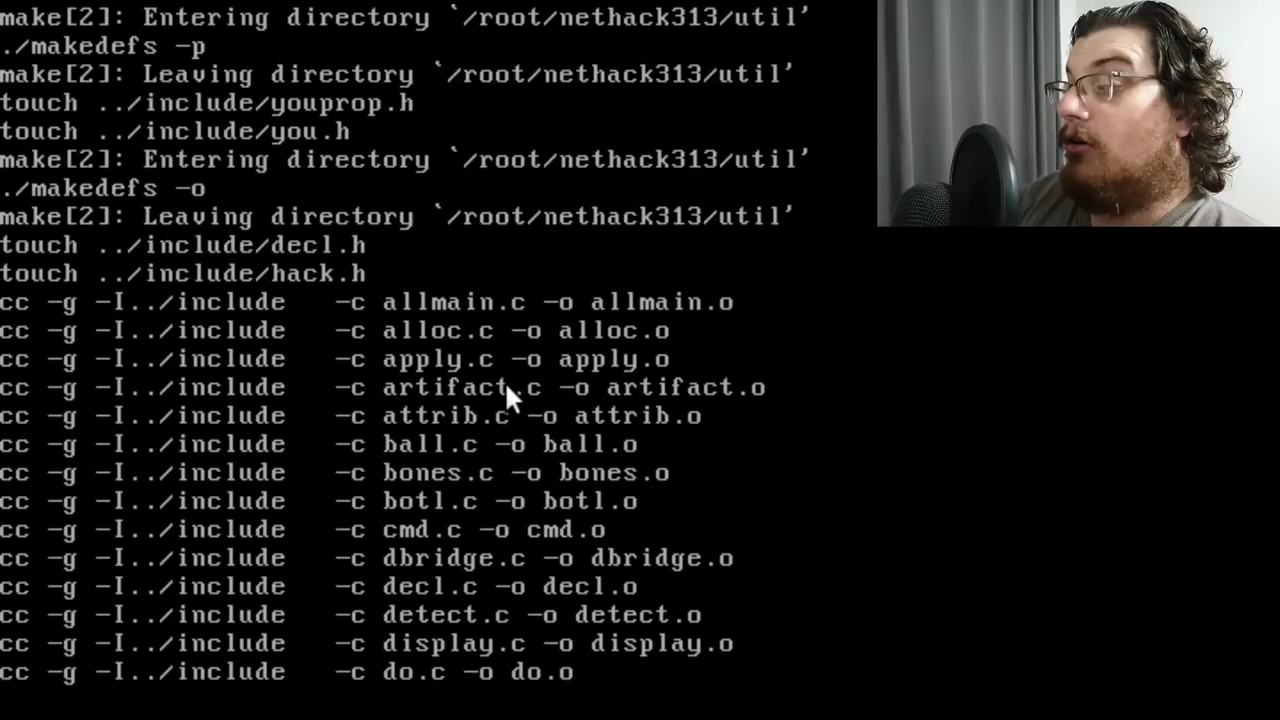 make[2]: Entering directory `/root/nethack313/util'
./makedefs -p
make[2]: Leaving directory `/root/nethack313/util'
touch ../include/youprop.h
touch ../include/you.h
make[2]: Entering directory `/root/nethack313/util'
./makedefs -o
make[2]: Leaving directory `/root/nethack313/util'
touch ../include/decl.h
touch ../include/hack.h
cc -g -I../include   -c allmain.c -o allmain.o
cc -g -I../include   -c alloc.c -o alloc.o
cc -g -I../include   -c apply.c -o apply.o
cc -g -I../include   -c artifact.c -o artifact.o
cc -g -I../include   -c attrib.c -o attrib.o
cc -g -I../include   -c ball.c -o ball.o
cc -g -I../include   -c bones.c -o bones.o
cc -g -I../include   -c botl.c -o botl.o
cc -g -I../include   -c cmd.c -o cmd.o
cc -g -I../include   -c dbridge.c -o dbridge.o
cc -g -I../include   -c decl.c -o decl.o
cc -g -I../include   -c detect.c -o detect.o
cc -g -I../include   -c display.c -o display.o
cc -g -I../include   -c do.c -o do.o